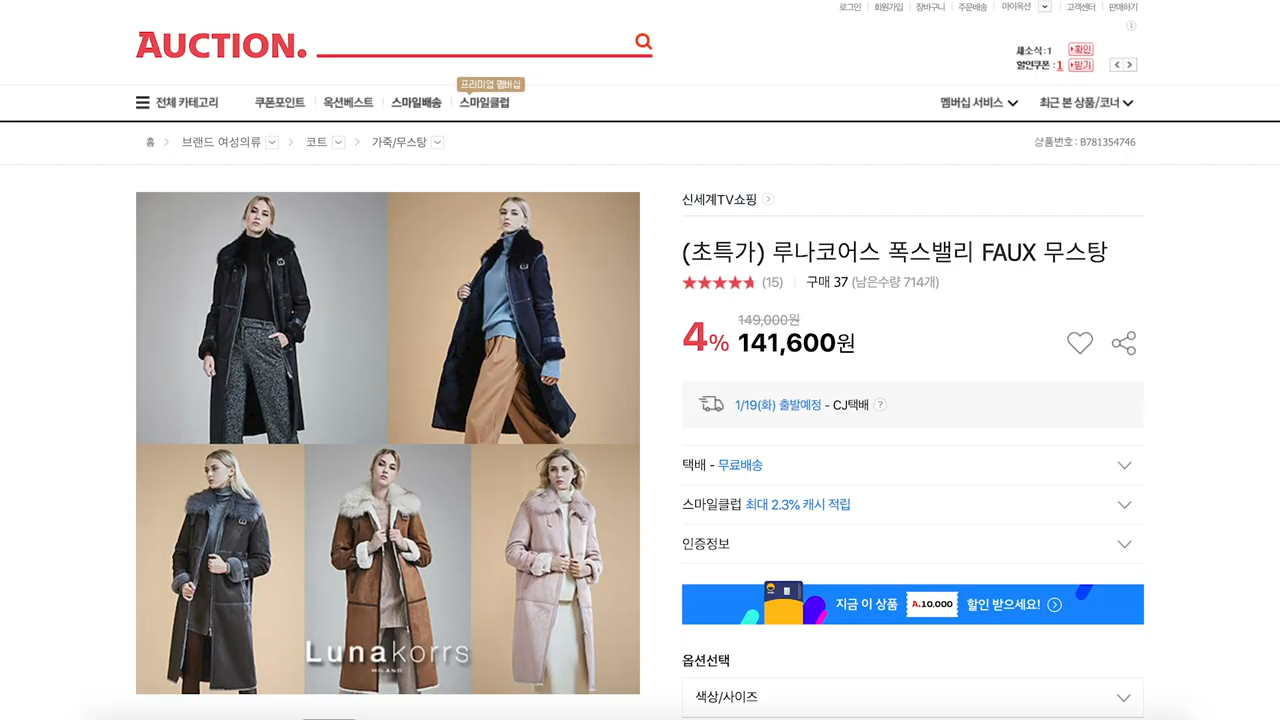 로그인 회원가입 장바구니 주문배송 마이옥션 고객센터 판매하기
AUCTION.
새소식 : 1 확인
할인쿠폰 : 1 받기
프리미엄 멤버십
전체 카테고리 쿠폰포인트 옥션베스트 스마일배송 스마일클럽 멤버십 서비스 최근 본 상품/코너
홈 브랜드 여성의류 코트 가죽/무스탕 상품번호 : B781354746
신세계TV쇼핑
(초특가) 루나코어스 폭스밸리 FAUX 무스탕
(15) 구매 37 (남은수량 714개)
149,000원
4% 141,600원
1/19(화) 출발예정 - CJ택배 ?
택배 - 무료배송
스마일클럽 최대 2.3% 캐시 적립
인증정보
지금 이 상품 A.10,000 할인 받으세요!
Lunakorrs
MILANO
옵션선택
색상/사이즈